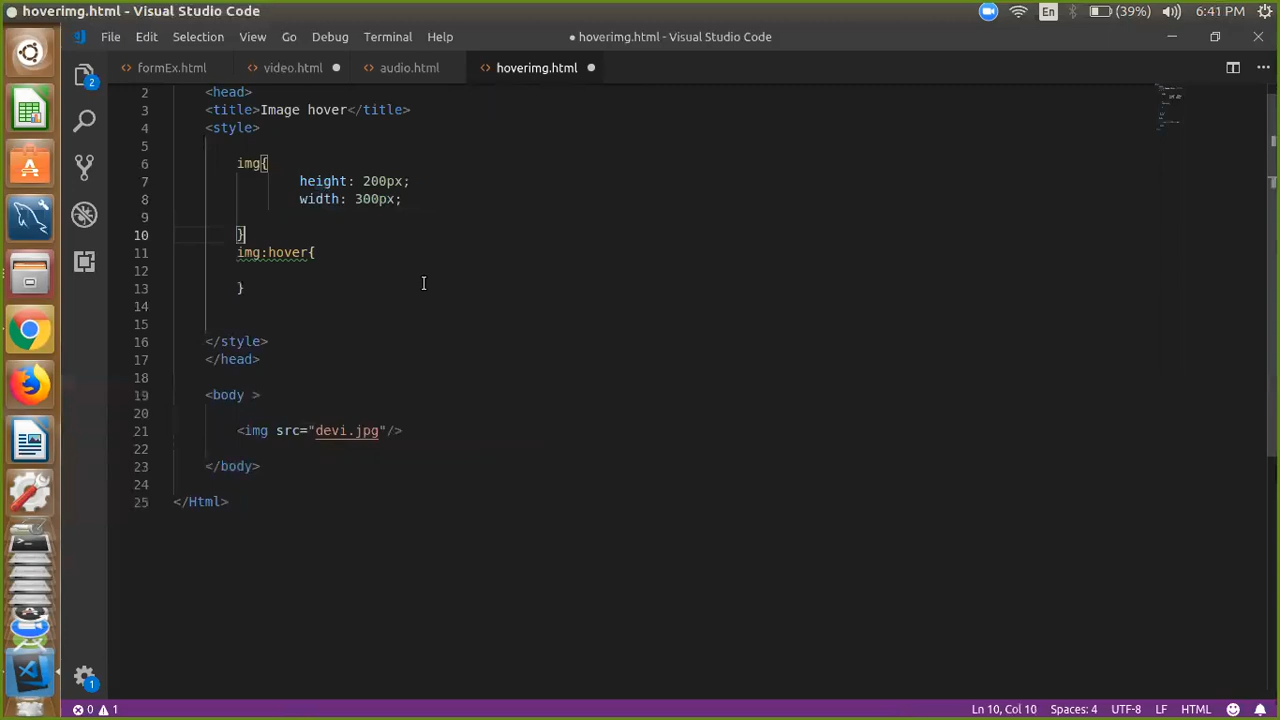 hoverimg.html - Visual Studio Code
En
(39%)
6:41 PM
File Edit Selection View Go Debug Terminal Help
● hoverimg.html - Visual Studio Code
formEx.html
video.html
audio.html
hoverimg.html
2
2 <head>
3 <title>Image hover</title>
4 <style>
5
6 img{
7 height: 200px;
8 width: 300px;
9
10 }
11 img:hover{
12
13 }
14
15
16 </style>
17 </head>
18
19 <body >
20
21 <img src="devi.jpg"/>
22
23 </body>
24
25 </Html>
1
0 1
Ln 10, Col 10
Spaces: 4
UTF-8
LF
HTML